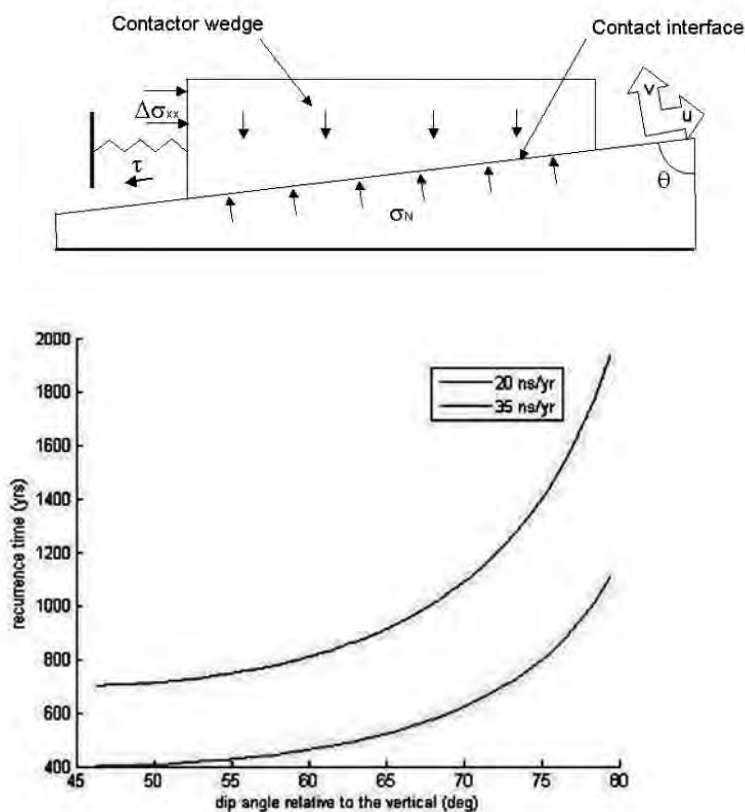 Contactor wedge
Contact interface
Δσxx
τ
σN
v
u
θ
2000
1800
1600
1400
1200
1000
800
600
400
recurrence time (yrs)
20 ns/yr
35 ns/yr
45
50
55
60
65
70
75
80
dip angle relative to the vertical (deg)